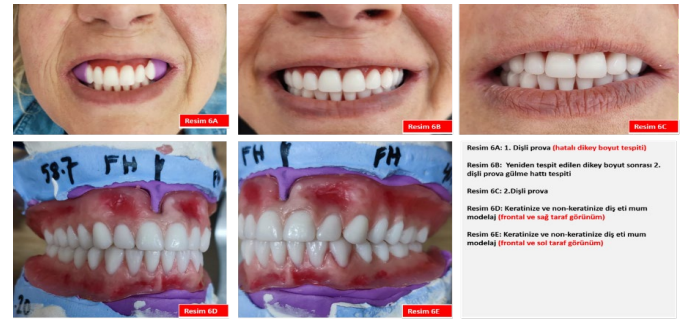 Resim 6A
Resim 6B
Resim 6C
58.7 FH
FH FH
Resim 6D
Resim 6E
Resim 6A: 1. Dişli prova (hatalı dikey boyut tespiti)
Resim 6B: Yeniden tespit edilen dikey boyut sonrası 2.
dişli prova gülme hattı tespiti
Resim 6C: 2.Dişli prova
Resim 6D: Keratinize ve non-keratinize diş eti mum
modelaj (frontal ve sağ taraf görünüm)
Resim 6E: Keratinize ve non-keratinize diş eti mum
modelaj (frontal ve sol taraf görünüm)